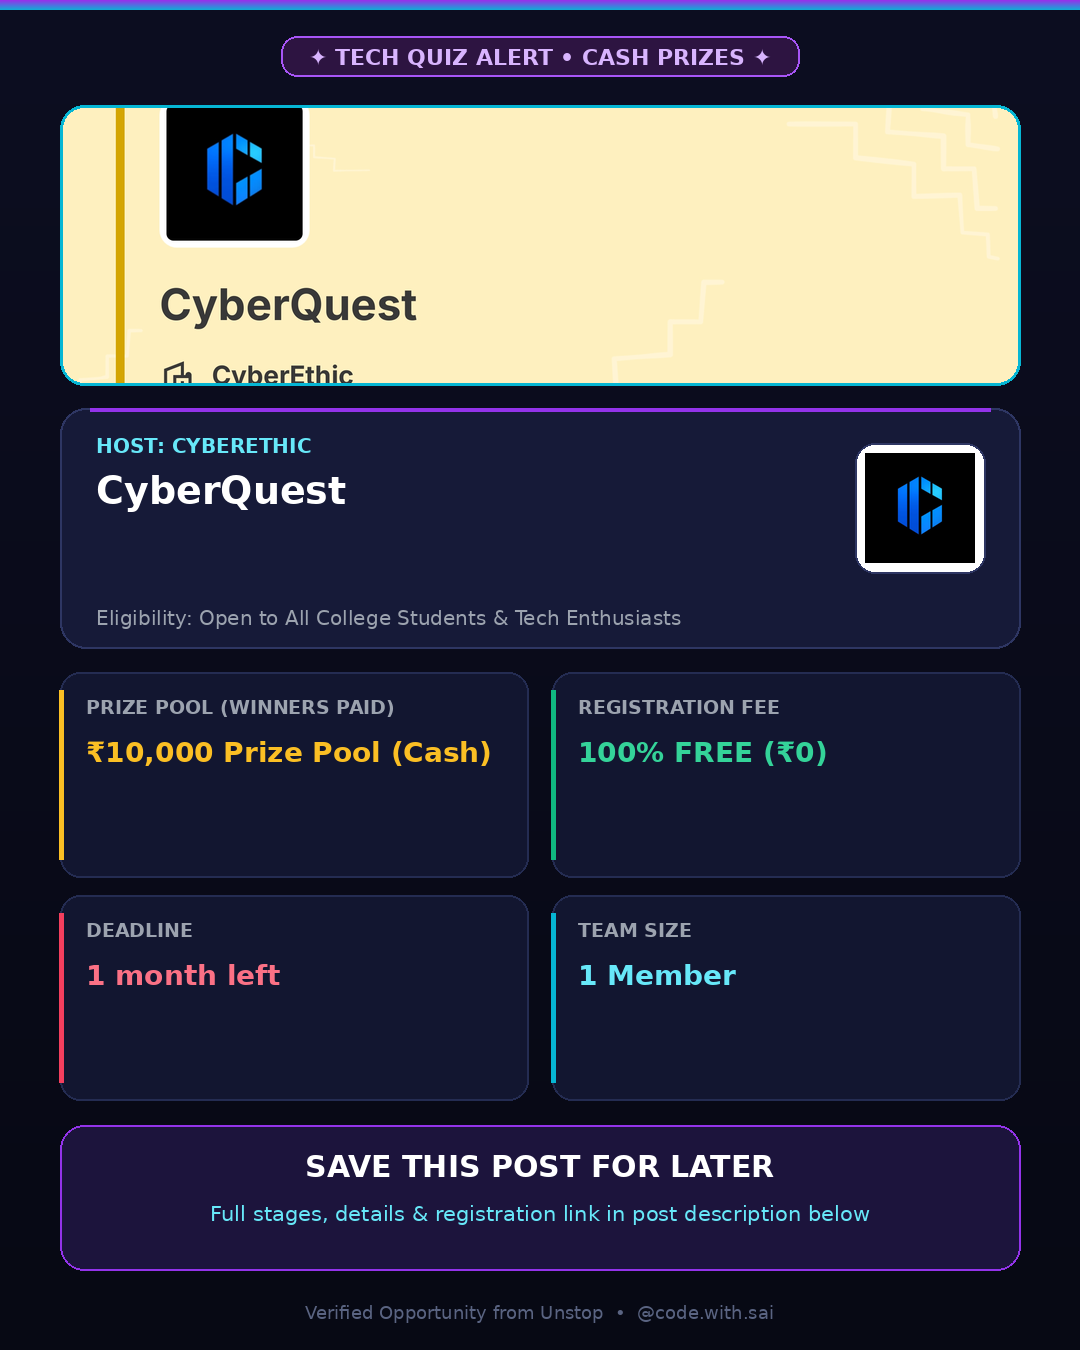 ✦ TECH QUIZ ALERT • CASH PRIZES ✦
CyberQuest
CyberEthic
HOST: CYBERETHIC
CyberQuest
Eligibility: Open to All College Students & Tech Enthusiasts
PRIZE POOL (WINNERS PAID)
₹10,000 Prize Pool (Cash)
REGISTRATION FEE
100% FREE (₹0)
DEADLINE
1 month left
TEAM SIZE
1 Member
SAVE THIS POST FOR LATER
Full stages, details & registration link in post description below
Verified Opportunity from Unstop • @code.with.sai